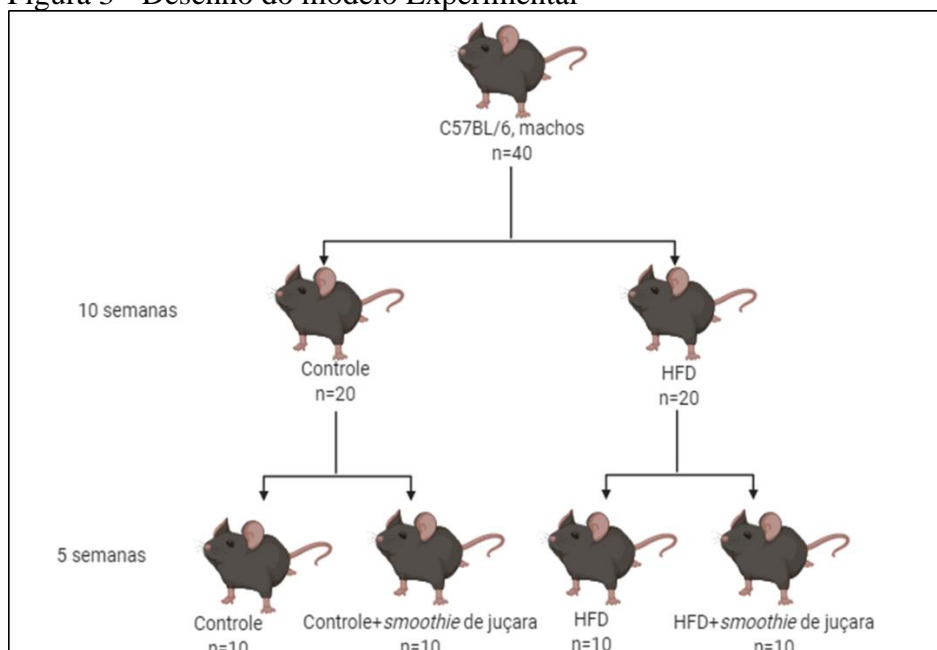 Figura 3 - Desenho do modelo Experimental
C57BL/6, machos
n=40
10 semanas
Controle
n=20
HFD
n=20
5 semanas
Controle
n=10
Controle+smoothie de juçara
n=10
HFD
n=10
HFD+smoothie de juçara
n=10